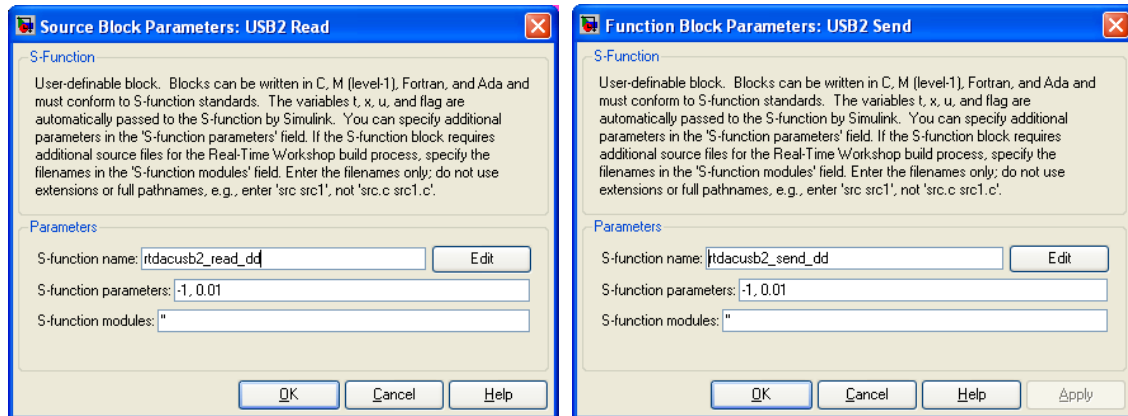 Source Block Parameters: USB2 Read
S-Function
User-definable block. Blocks can be written in C, M (level-1), Fortran, and Ada and
must conform to S-function standards. The variables t, x, u, and flag are
automatically passed to the S-function by Simulink. You can specify additional
parameters in the 'S-function parameters' field. If the S-function block requires
additional source files for the Real-Time Workshop build process, specify the
filenames in the 'S-function modules' field. Enter the filenames only; do not use
extensions or full pathnames, e.g., enter 'src src1', not 'src.c src1.c'.
Parameters
S-function name: rtdacusb2_read_dd Edit
S-function parameters: -1, 0.01
S-function modules: ''
OK Cancel Help
Function Block Parameters: USB2 Send
S-Function
User-definable block. Blocks can be written in C, M (level-1), Fortran, and Ada and
must conform to S-function standards. The variables t, x, u, and flag are
automatically passed to the S-function by Simulink. You can specify additional
parameters in the 'S-function parameters' field. If the S-function block requires
additional source files for the Real-Time Workshop build process, specify the
filenames in the 'S-function modules' field. Enter the filenames only; do not use
extensions or full pathnames, e.g., enter 'src src1', not 'src.c src1.c'.
Parameters
S-function name: rtdacusb2_send_dd Edit
S-function parameters: -1, 0.01
S-function modules: ''
OK Cancel Help Apply